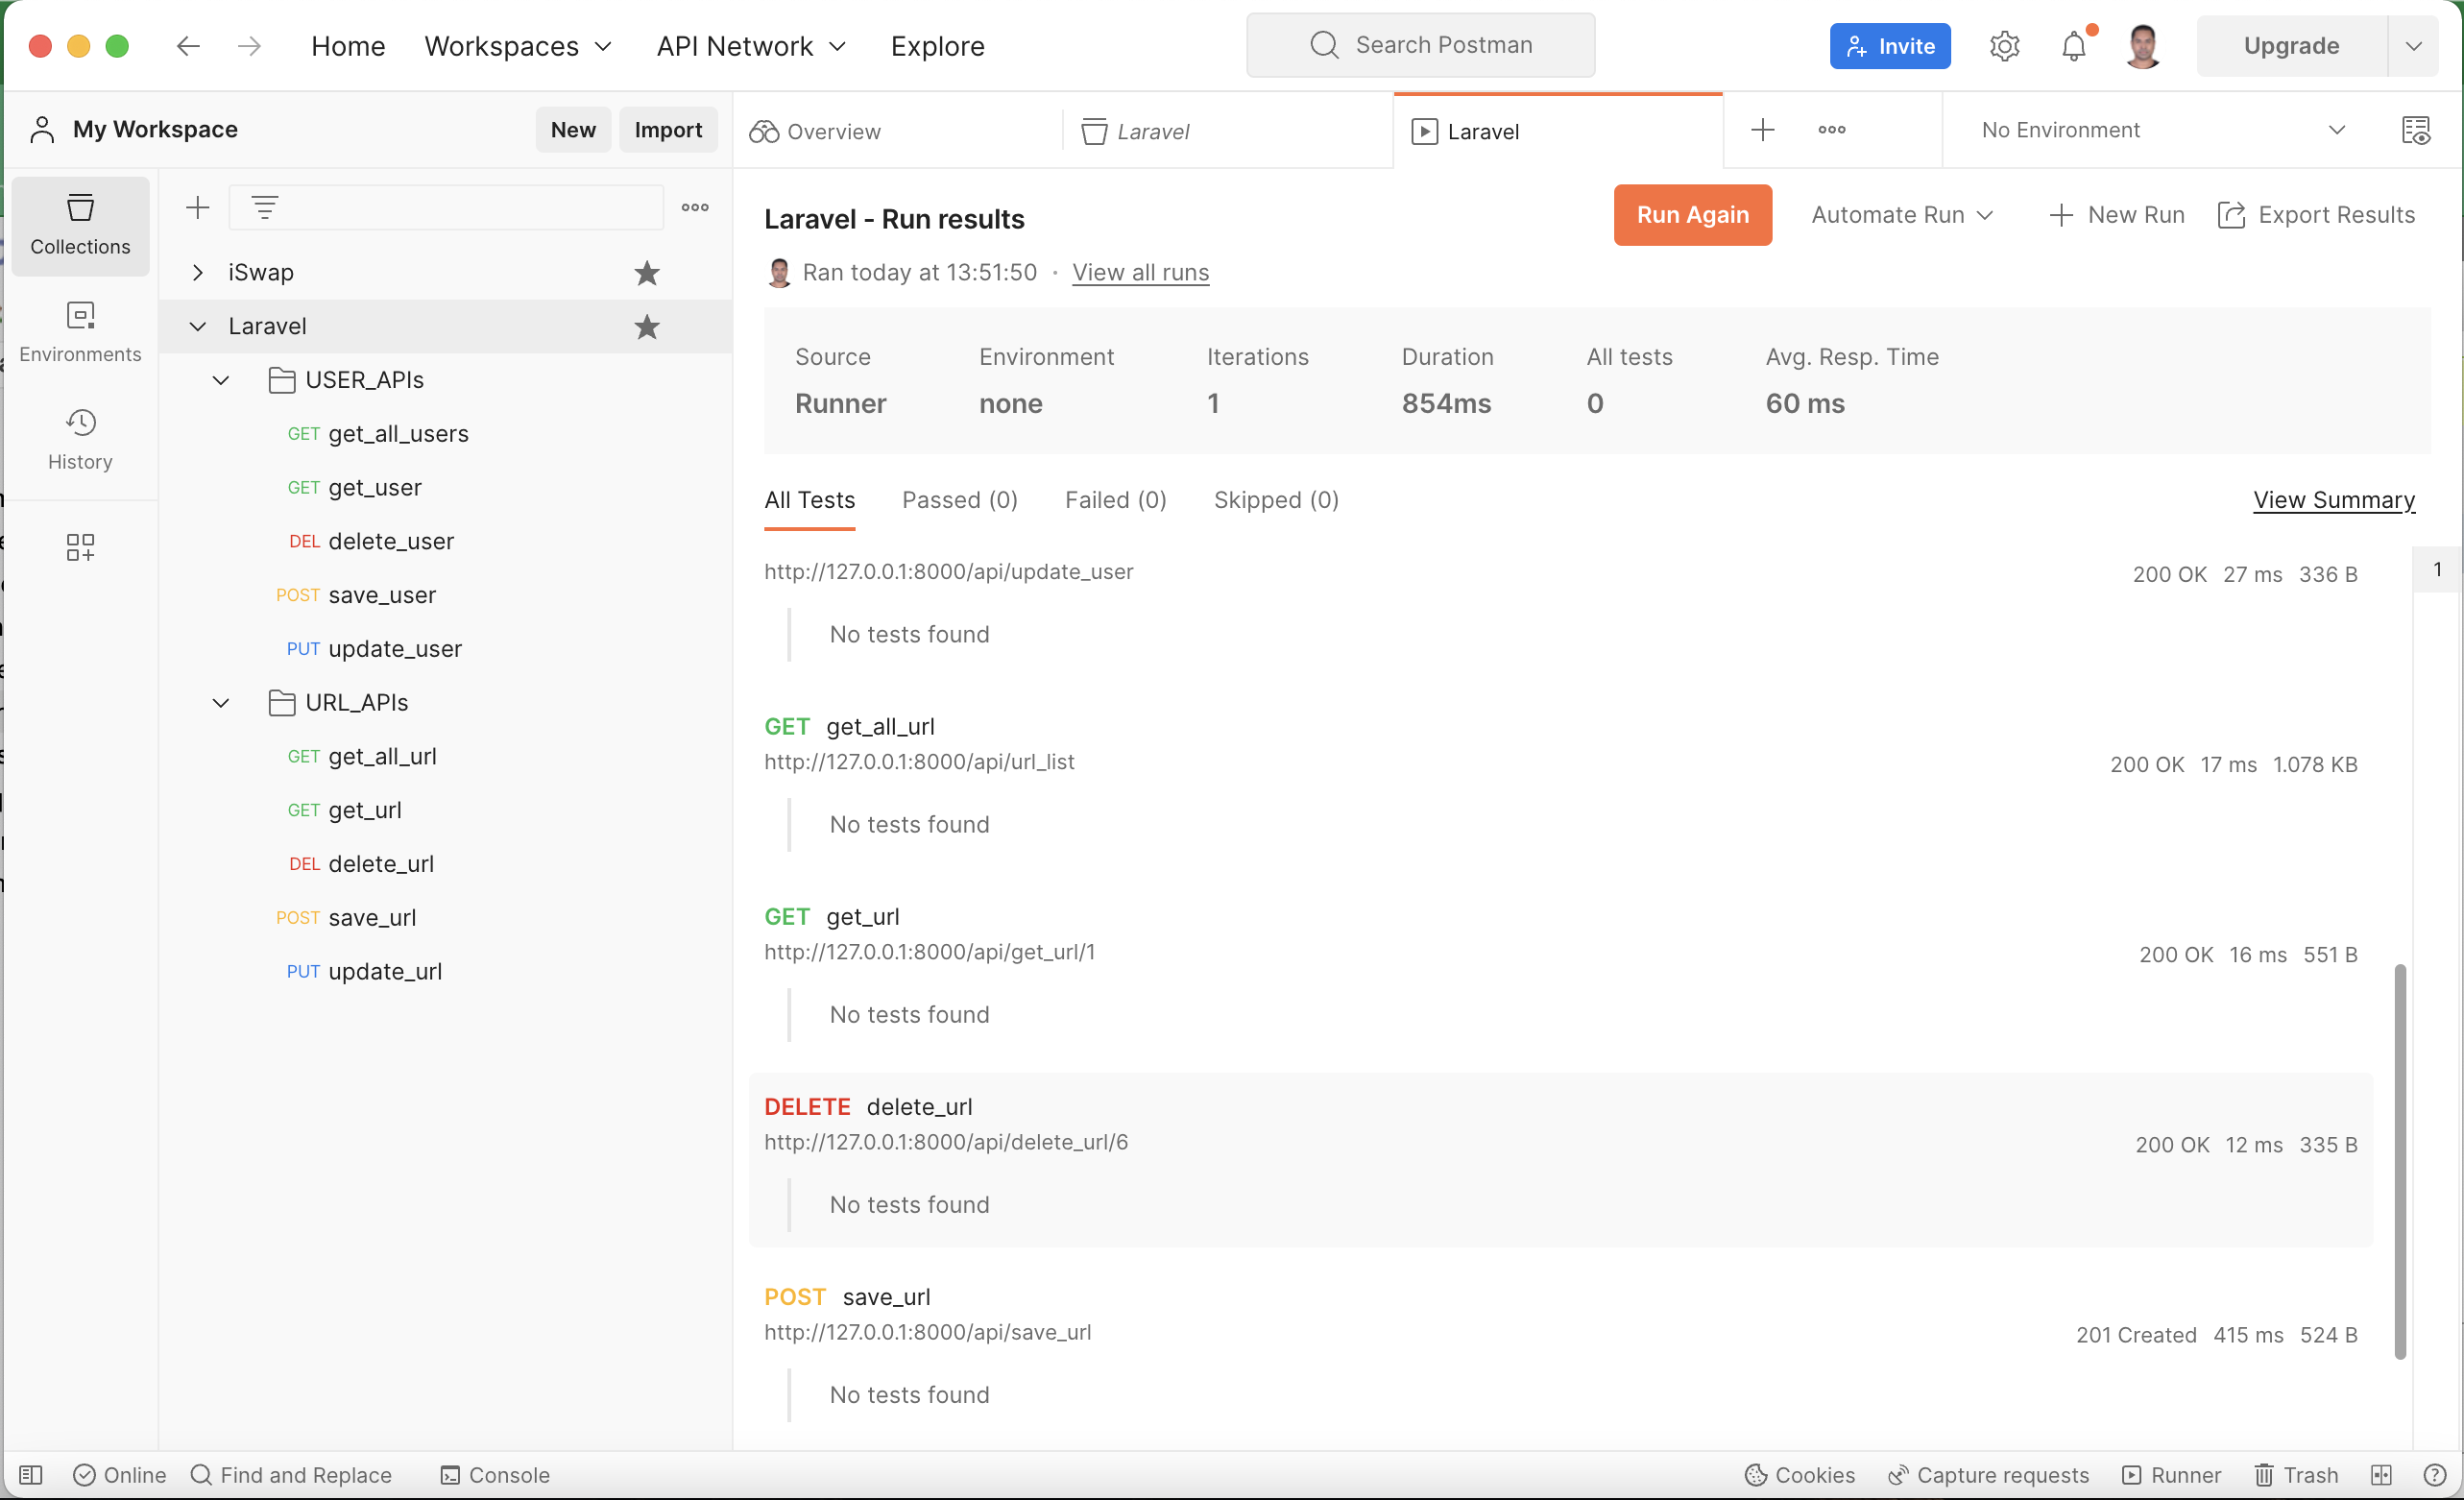 Home Workspaces API Network Explore Search Postman Invite Upgrade
My Workspace New Import Overview Laravel Laravel No Environment
Collections
Environments
History
iSwap
Laravel
USER_APIs
GET get_all_users
GET get_user
DEL delete_user
POST save_user
PUT update_user
URL_APIs
GET get_all_url
GET get_url
DEL delete_url
POST save_url
PUT update_url
Laravel - Run results Run Again Automate Run New Run Export Results
Ran today at 13:51:50 · View all runs
Source Environment Iterations Duration All tests Avg. Resp. Time
Runner none 1 854ms 0 60 ms
All Tests Passed (0) Failed (0) Skipped (0) View Summary
http://127.0.0.1:8000/api/update_user 200 OK 27 ms 336 B 1
No tests found
GET get_all_url
http://127.0.0.1:8000/api/url_list 200 OK 17 ms 1.078 KB
No tests found
GET get_url
http://127.0.0.1:8000/api/get_url/1 200 OK 16 ms 551 B
No tests found
DELETE delete_url
http://127.0.0.1:8000/api/delete_url/6 200 OK 12 ms 335 B
No tests found
POST save_url
http://127.0.0.1:8000/api/save_url 201 Created 415 ms 524 B
No tests found
Online Find and Replace Console Cookies Capture requests Runner Trash